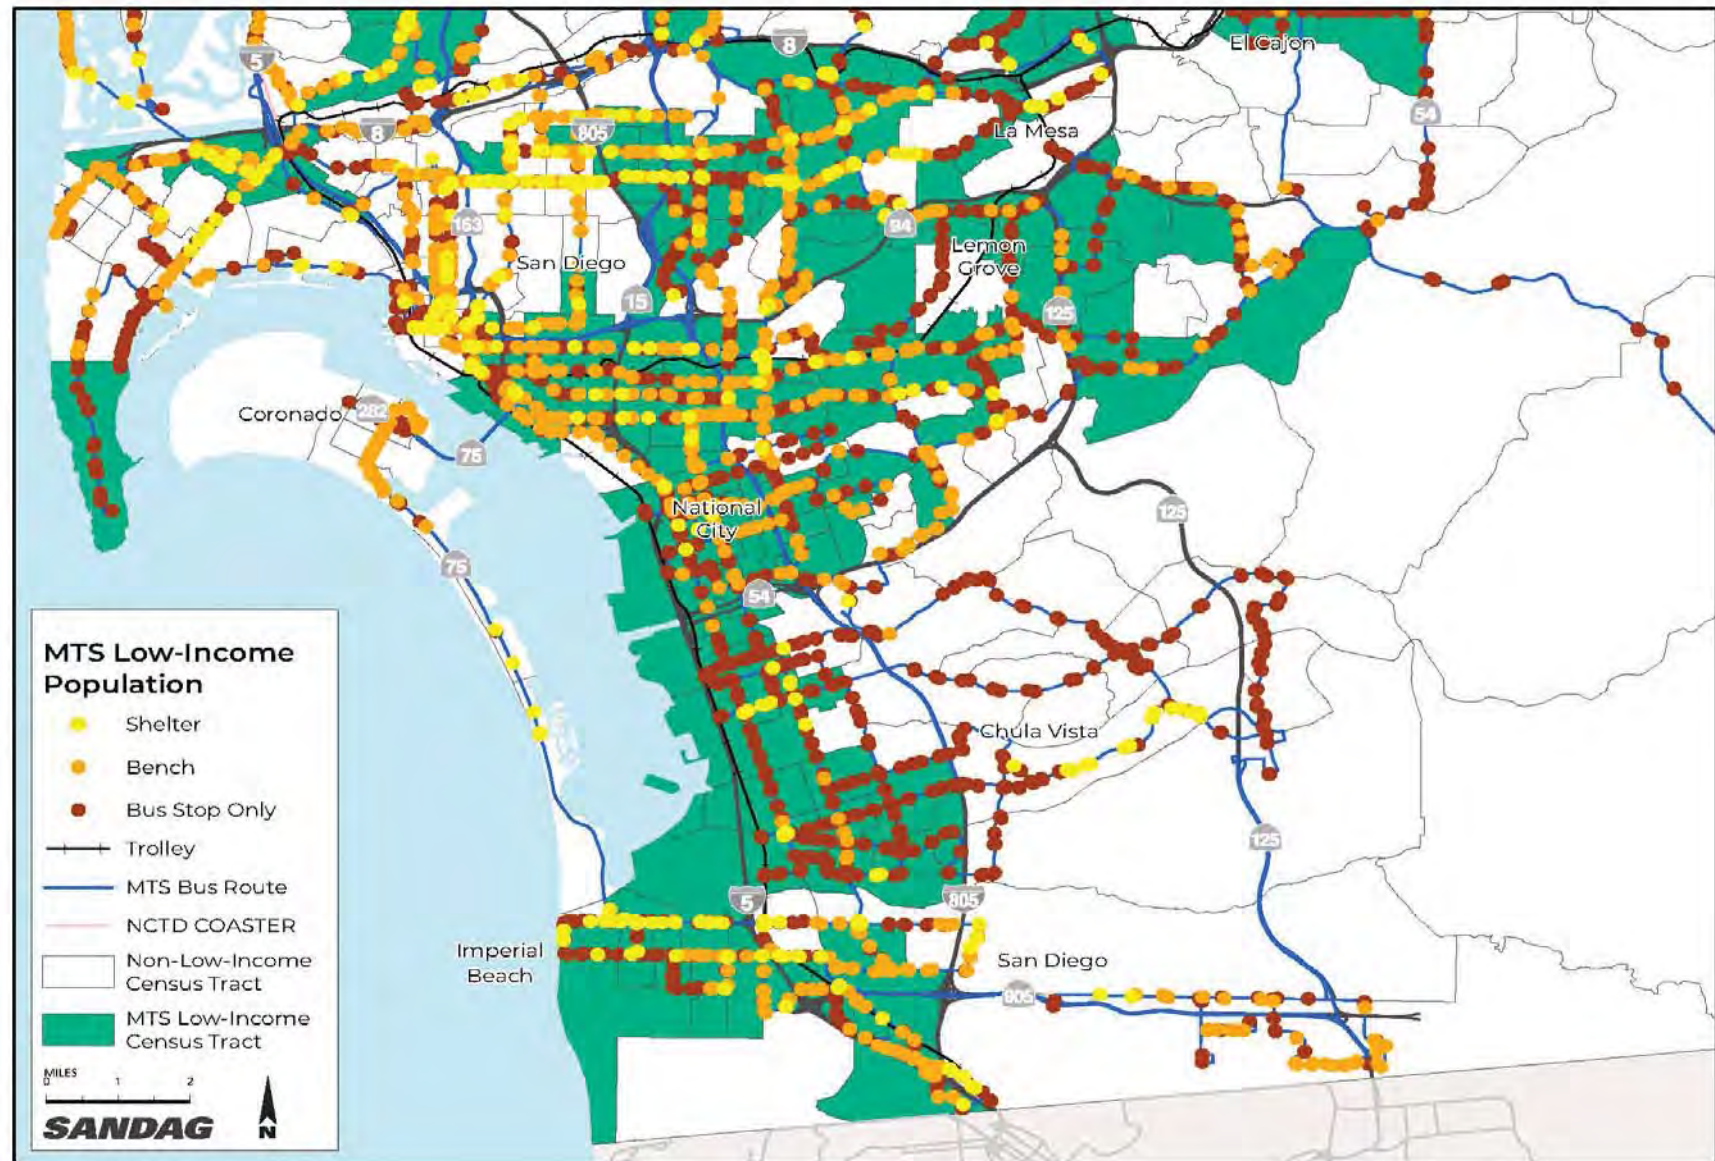 El Cajon
5
8
54
8
805
La Mesa
163
94
Lemon
Grove
San Diego
15
125
Coronado
282
75
National
City
125
75
54
MTS Low-Income
Population
Shelter
Bench
Bus Stop Only
Trolley
MTS Bus Route
NCTD COASTER
Non-Low-Income
Census Tract
MTS Low-Income
Census Tract
MILES
0 1 2
SANDAG
N
Chula Vista
125
5
805
Imperial
Beach
San Diego
905